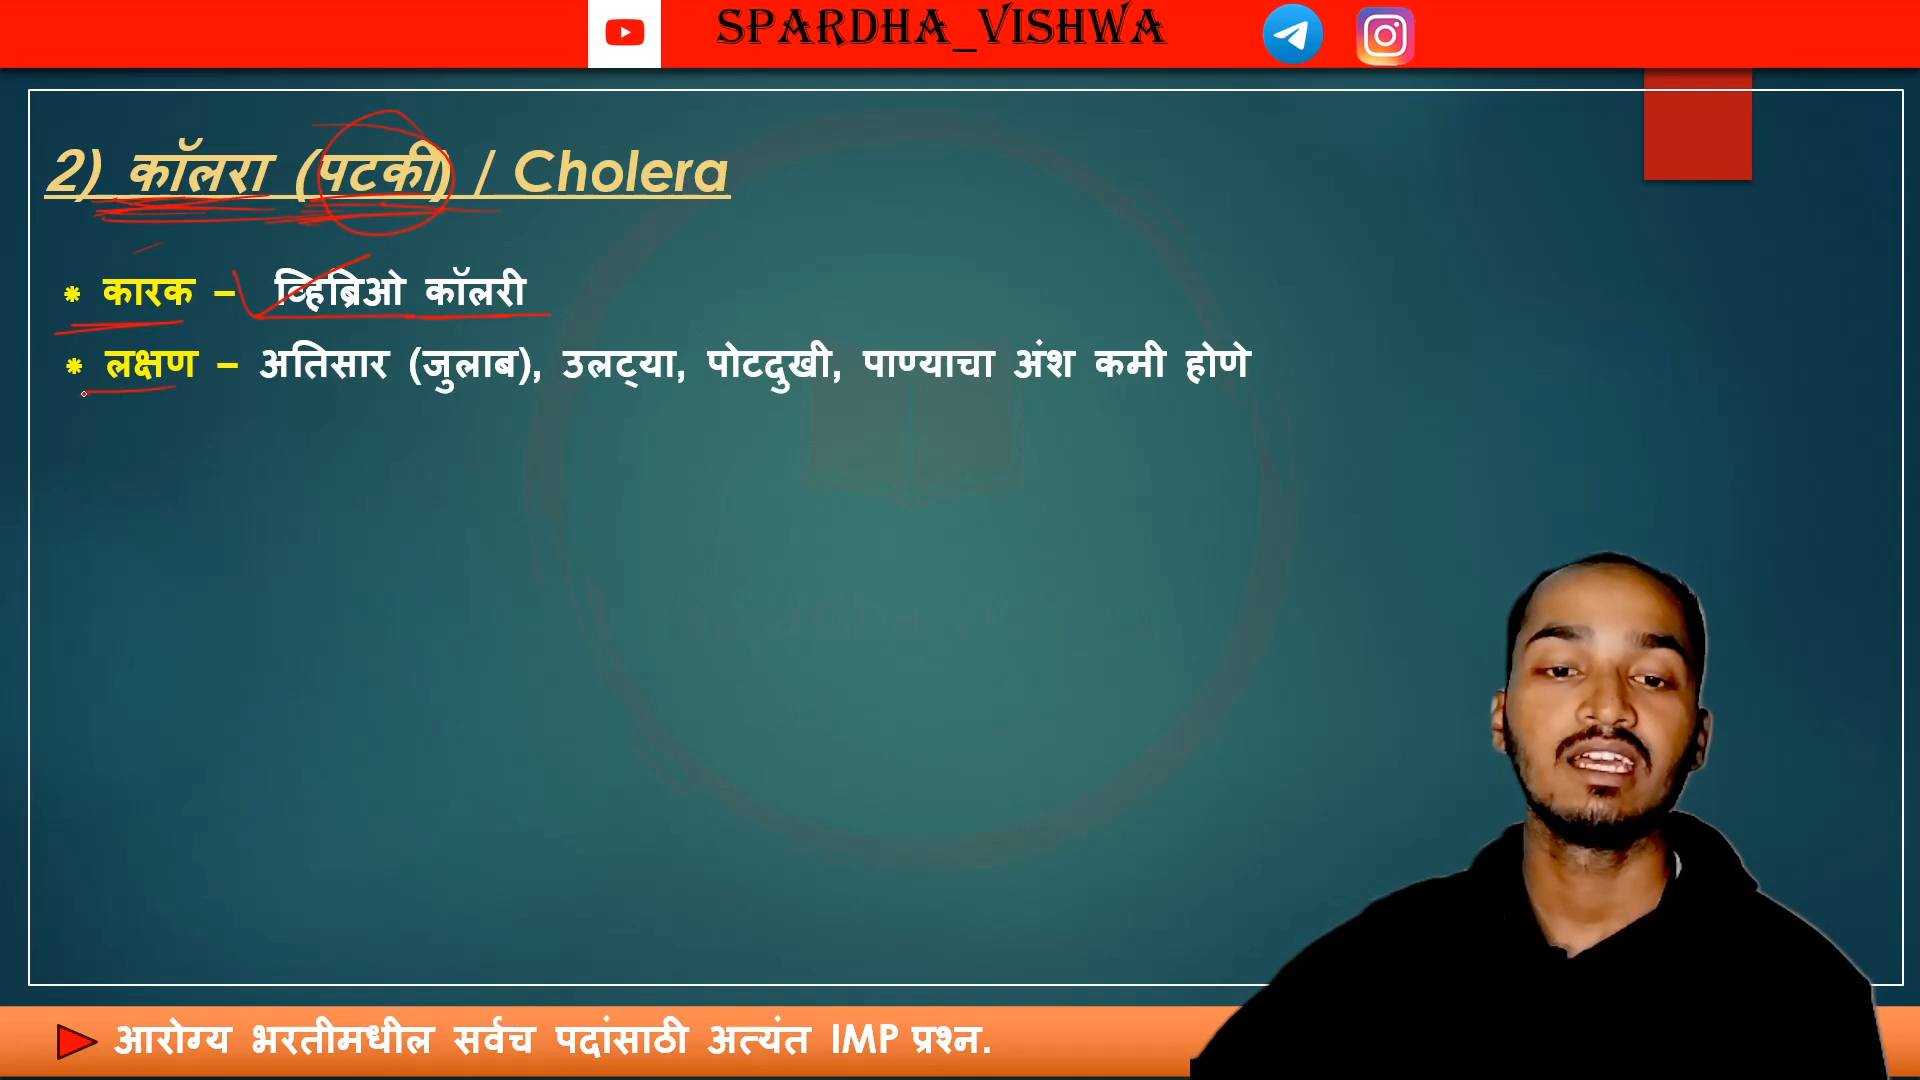 SPARDHA_VISHWA
2) कॉलरा (पटकी) / Cholera
* कारक – व्हिब्रिओ कॉलरी
* लक्षण – अतिसार (जुलाब), उलट्या, पोटदुखी, पाण्याचा अंश कमी होणे
आरोग्य भरतीमधील सर्वच पदांसाठी अत्यंत IMP प्रश्न.